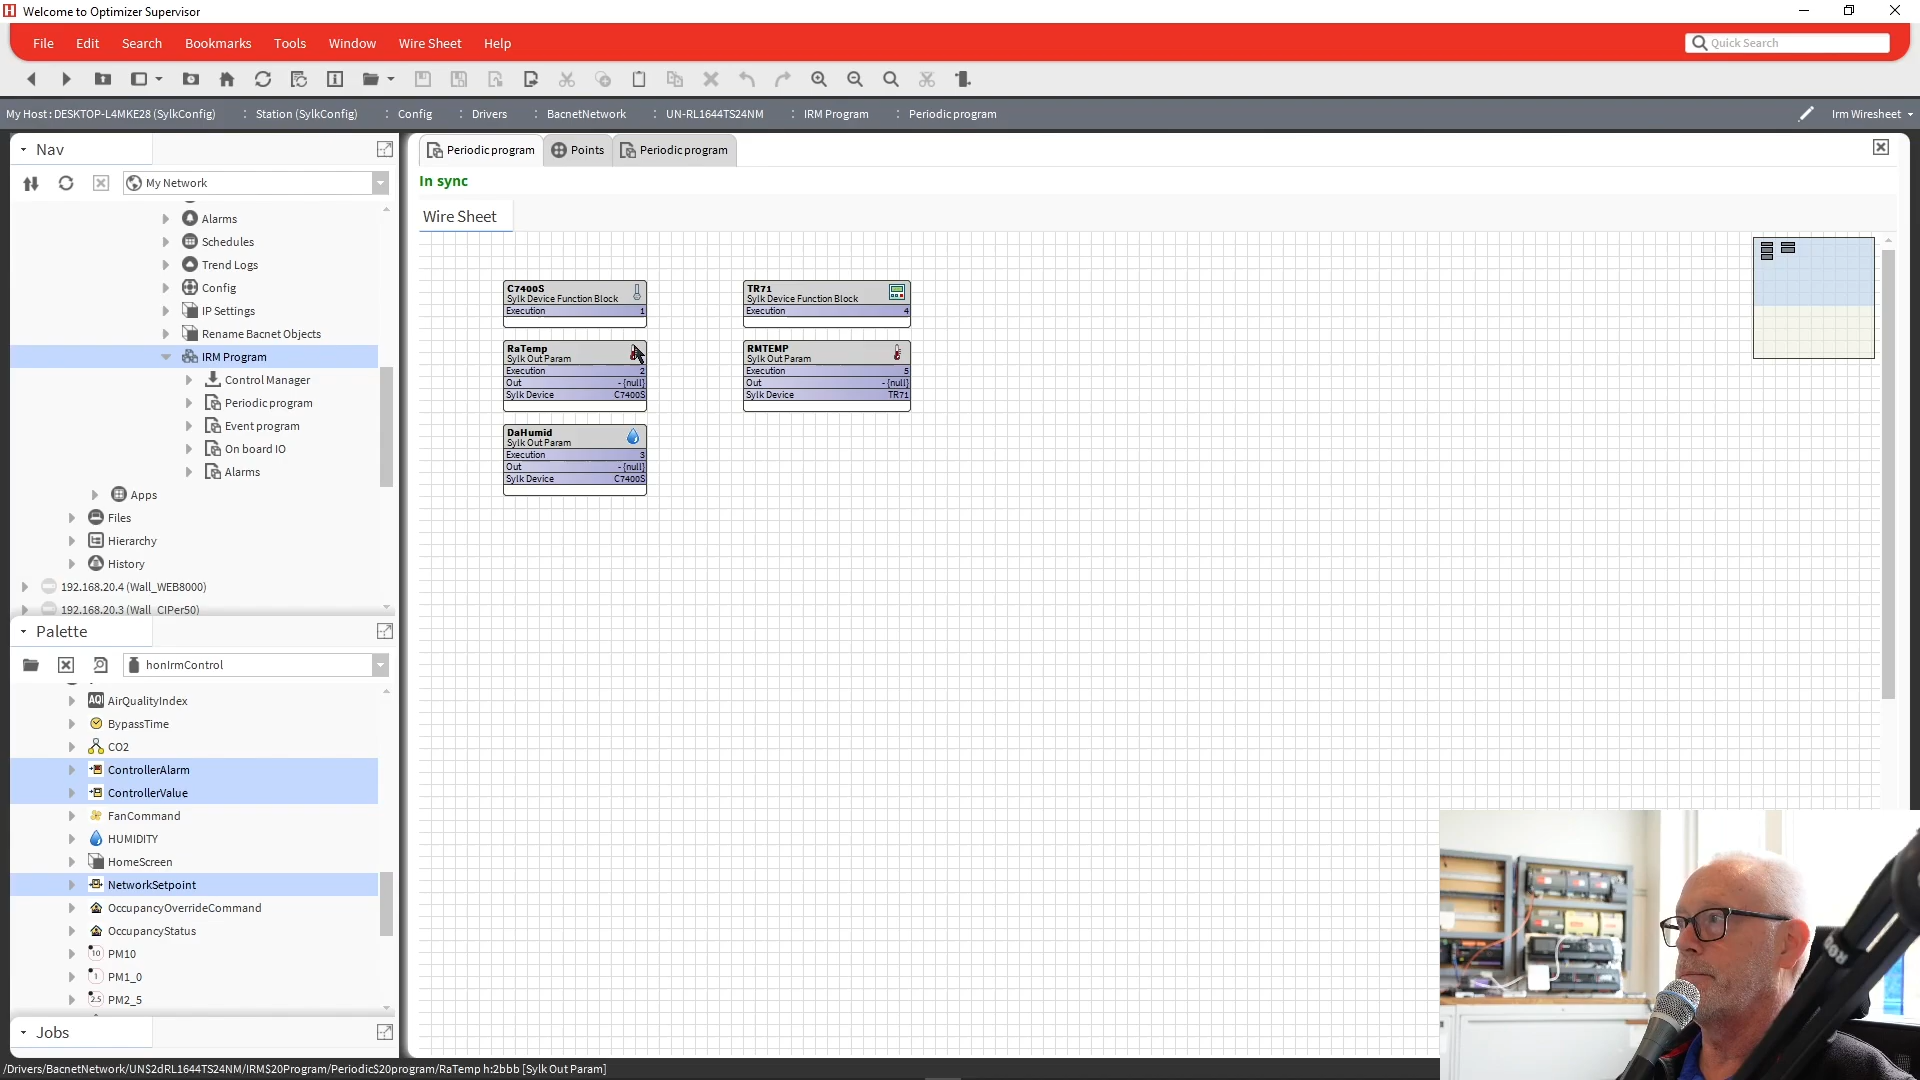 Welcome to Optimizer Supervisor
File Edit Search Bookmarks Tools Window Wire Sheet Help
Quick Search
My Host : DESKTOP-L4MKE28 (SylkConfig) : Station (SylkConfig) : Config : Drivers : BacnetNetwork : UN-RL1644TS24NM : IRM Program : Periodic program
Irm Wiresheet
Nav
My Network
Alarms
Schedules
Trend Logs
Config
IP Settings
Rename Bacnet Objects
IRM Program
Control Manager
Periodic program
Event program
On board IO
Alarms
Apps
Files
Hierarchy
History
192.168.20.4 (Wall_WEB8000)
192.168.20.3 (Wall_CIPer50)
Palette
honIrmControl
AirQualityIndex
BypassTime
CO2
ControllerAlarm
ControllerValue
FanCommand
HUMIDITY
HomeScreen
NetworkSetpoint
OccupancyOverrideCommand
OccupancyStatus
PM10
PM1_0
PM2_5
Jobs
Periodic program Points Periodic program
In sync
Wire Sheet
C7400S
Sylk Device Function Block
Execution 1
RaTemp
Sylk Out Param
Execution 2
Out - {null}
Sylk Device C7400S
DaHumid
Sylk Out Param
Execution 3
Out - {null}
Sylk Device C7400S
TR71
Sylk Device Function Block
Execution 4
RMTEMP
Sylk Out Param
Execution 5
Out - {null}
Sylk Device TR71
/Drivers/BacnetNetwork/UN$2dRL1644TS24NM/IRM$20Program/Periodic$20program/RaTemp h:2bbb [Sylk Out Param]